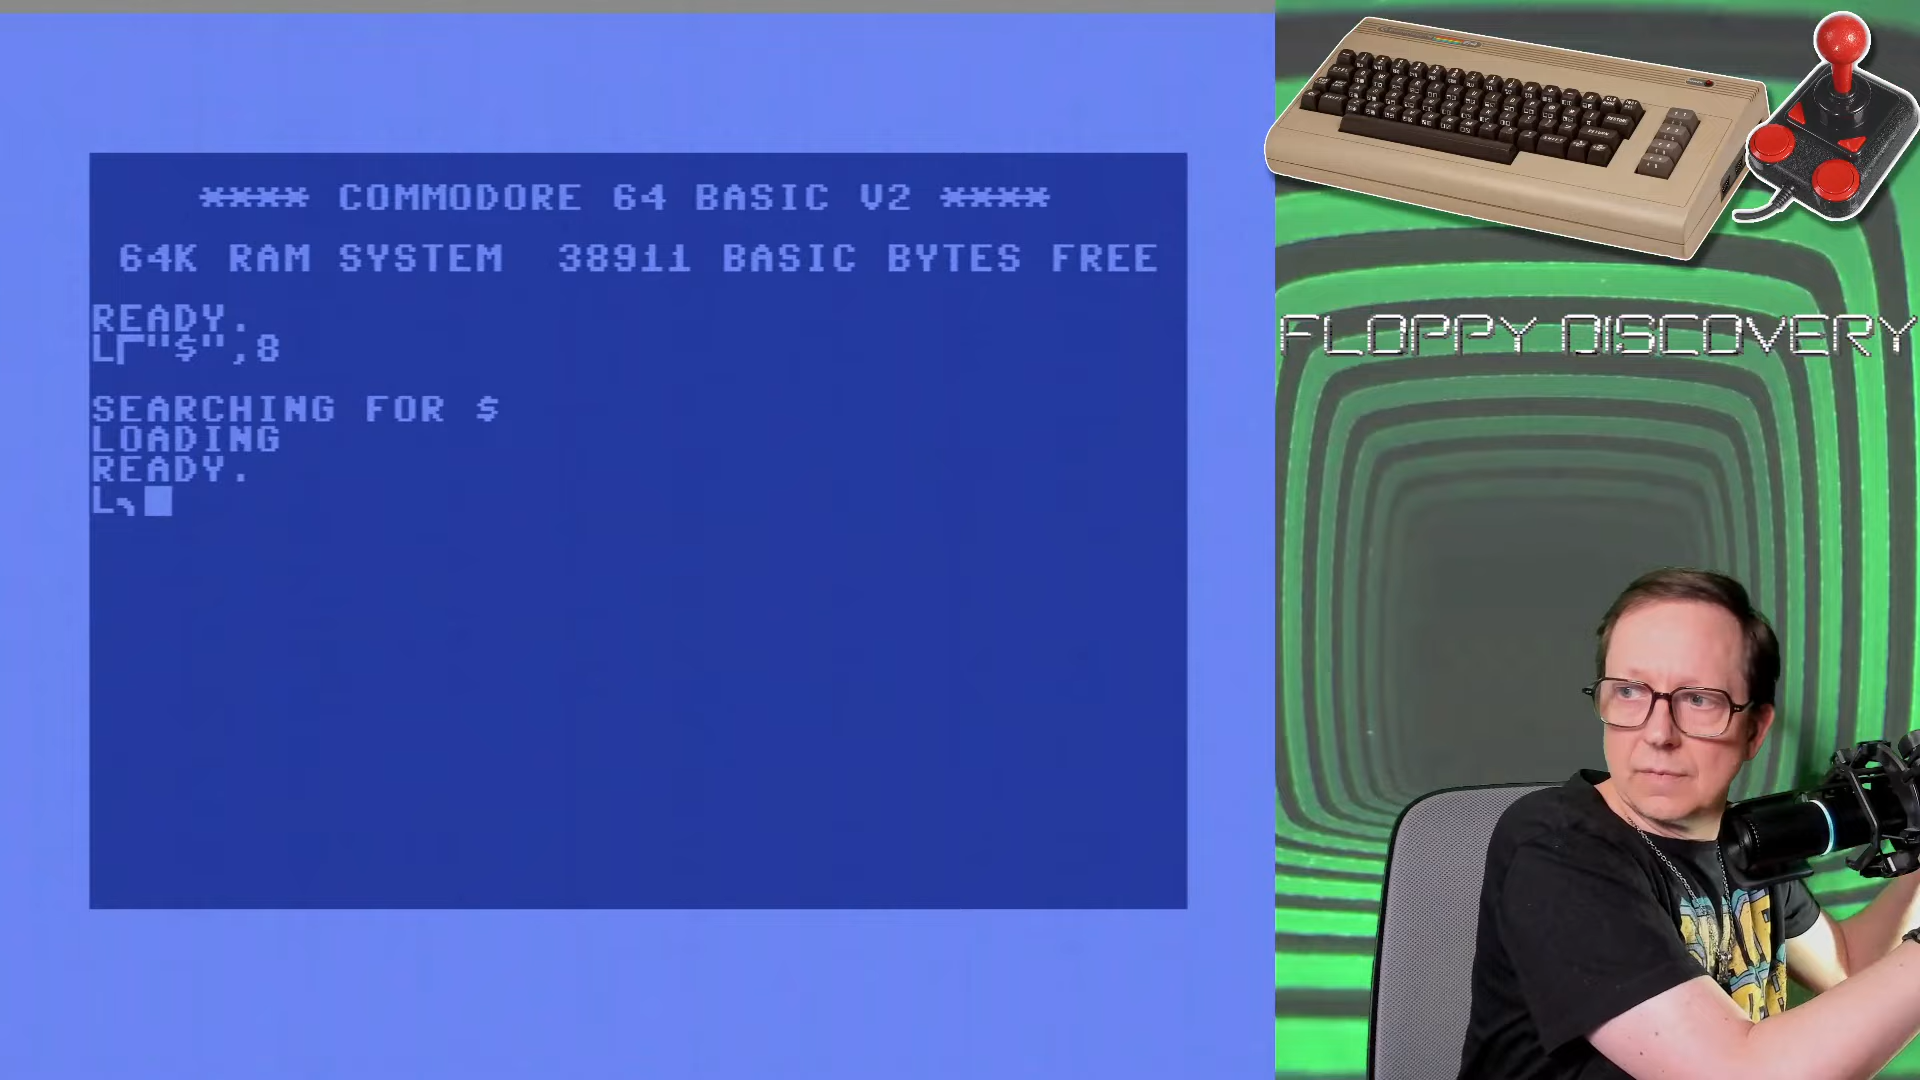 **** COMMODORE 64 BASIC V2 ****
64K RAM SYSTEM  38911 BASIC BYTES FREE
READY.
L┌"$",8
SEARCHING FOR $
LOADING
READY.
L╮
FLOPPY DISCOVERY